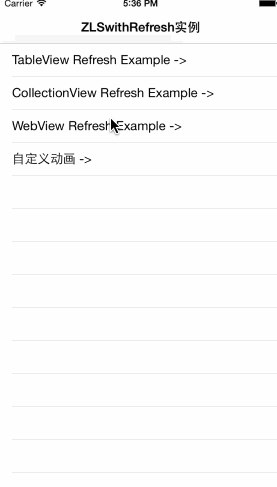 Carrier 5:36 PM
ZLSwithRefresh实例
TableView Refresh Example ->
CollectionView Refresh Example ->
WebView Refresh Example ->
自定义动画 ->